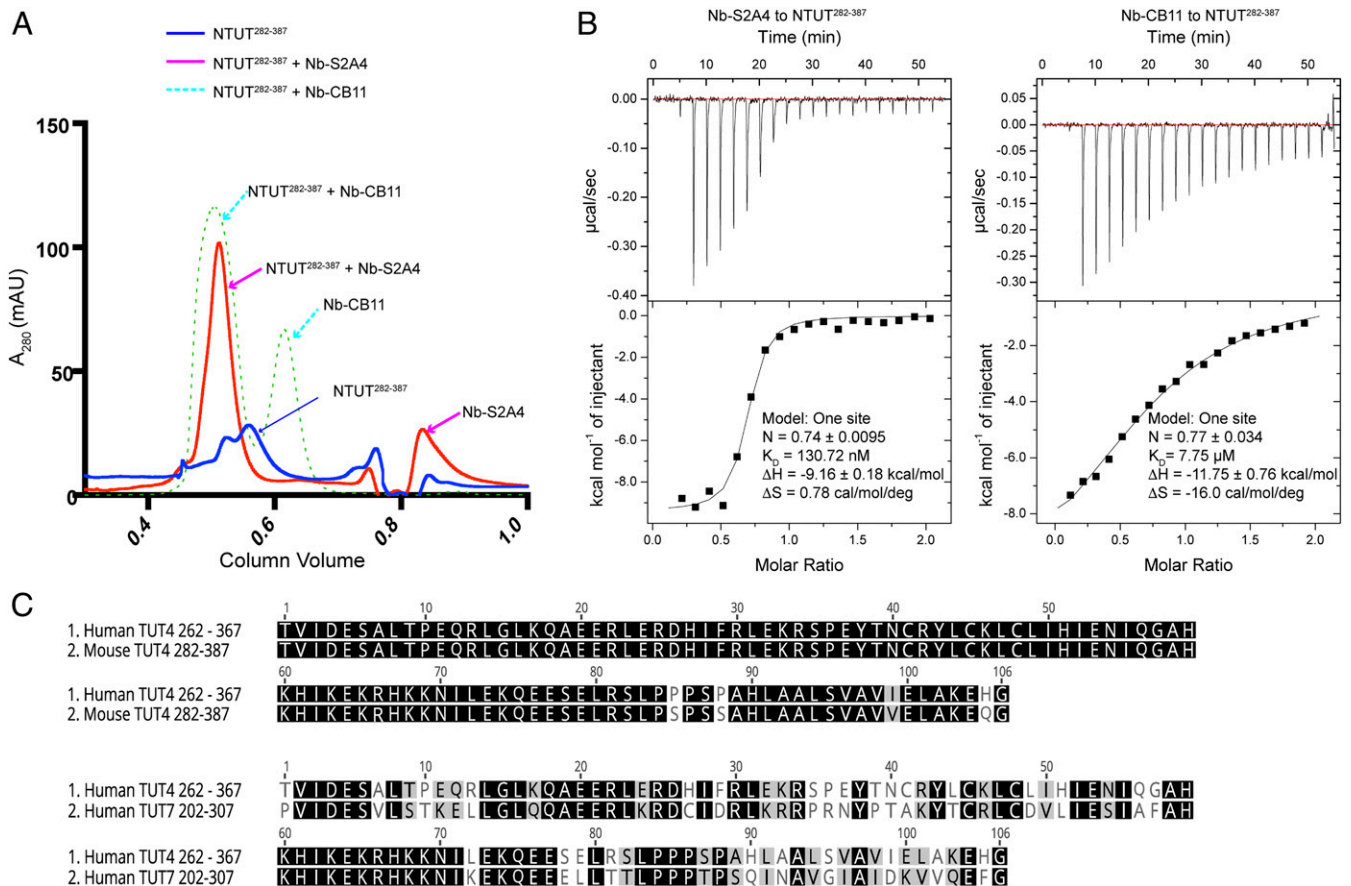 A
NTUT282-387
NTUT282-387 + Nb-S2A4
NTUT282-387 + Nb-CB11
150
100
50
0
A280 (mAU)
NTUT282-387 + Nb-CB11
NTUT282-387 + Nb-S2A4
Nb-CB11
NTUT282-387
Nb-S2A4
0.4 0.6 0.8 1.0
Column Volume
B
Nb-S2A4 to NTUT282-387
Time (min)
0 10 20 30 40 50
0.00
-0.10
-0.20
-0.30
-0.40
µcal/sec
0.0
-2.0
-4.0
-6.0
-8.0
kcal mol-1 of injectant
Model: One site
N = 0.74 ± 0.0095
KD= 130.72 nM
ΔH = -9.16 ± 0.18 kcal/mol
ΔS = 0.78 cal/mol/deg
0.0 0.5 1.0 1.5 2.0
Molar Ratio
Nb-CB11 to NTUT282-387
Time (min)
0 10 20 30 40 50
0.05
0.00
-0.05
-0.10
-0.15
-0.20
-0.25
-0.30
µcal/sec
-2.0
-4.0
-6.0
-8.0
kcal mol-1 of injectant
Model: One site
N = 0.77 ± 0.034
KD= 7.75 µM
ΔH = -11.75 ± 0.76 kcal/mol
ΔS = -16.0 cal/mol/deg
0.0 0.5 1.0 1.5 2.0
Molar Ratio
C
1 10 20 30 40 50
1. Human TUT4 262 - 367 TVIDESALTPEQRLGLKQAEERLERDHIFRLEKRSPEYTNCRYLCKLCLIHIENIQGAH
2. Mouse TUT4 282-387 TVIDESALTPEQRLGLKQAEERLERDHIFRLEKRSPEYTNCRYLCKLCLIHIENIQGAH
60 70 80 90 100 106
1. Human TUT4 262 - 367 KHIKEKRHKKNILEKQEESELRSLPPPSPAHLAALSVAVIELAKEHG
2. Mouse TUT4 282-387 KHIKEKRHKKNILEKQEESELRSLPSPSSAHLAALSVAVVELAKEQG
1 10 20 30 40 50
1. Human TUT4 262 - 367 TVIDESALTPEQRLGLKQAEERLERDHIFRLEKRSPEYTNCRYLCKLCLIHIENIQGAH
2. Human TUT7 202-307 PVIDESVLSTKELLGLQQAEERLKRDCIDRLKRRPRNYPTAKYTCRLCDVLIESIAFAH
60 70 80 90 100 106
1. Human TUT4 262 - 367 KHIKEKRHKKNILEKQEESELRSLPPPSPAHLAALSVAVIELAKEHG
2. Human TUT7 202-307 KHIKEKRHKKNILEKQEEELLTTLPPPTPSQINAVGIAIDKVVQEFG